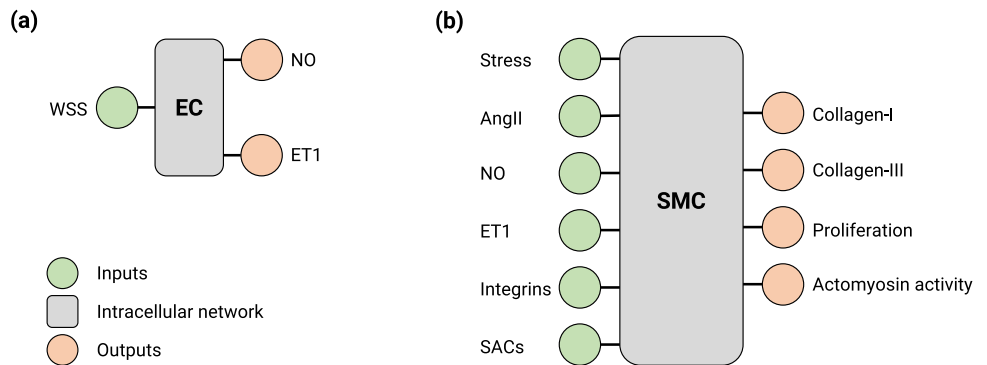 (a)
WSS
EC
NO
ET1
Inputs
Intracellular network
Outputs
(b)
Stress
AngII
NO
ET1
Integrins
SACs
SMC
Collagen-I
Collagen-III
Proliferation
Actomyosin activity